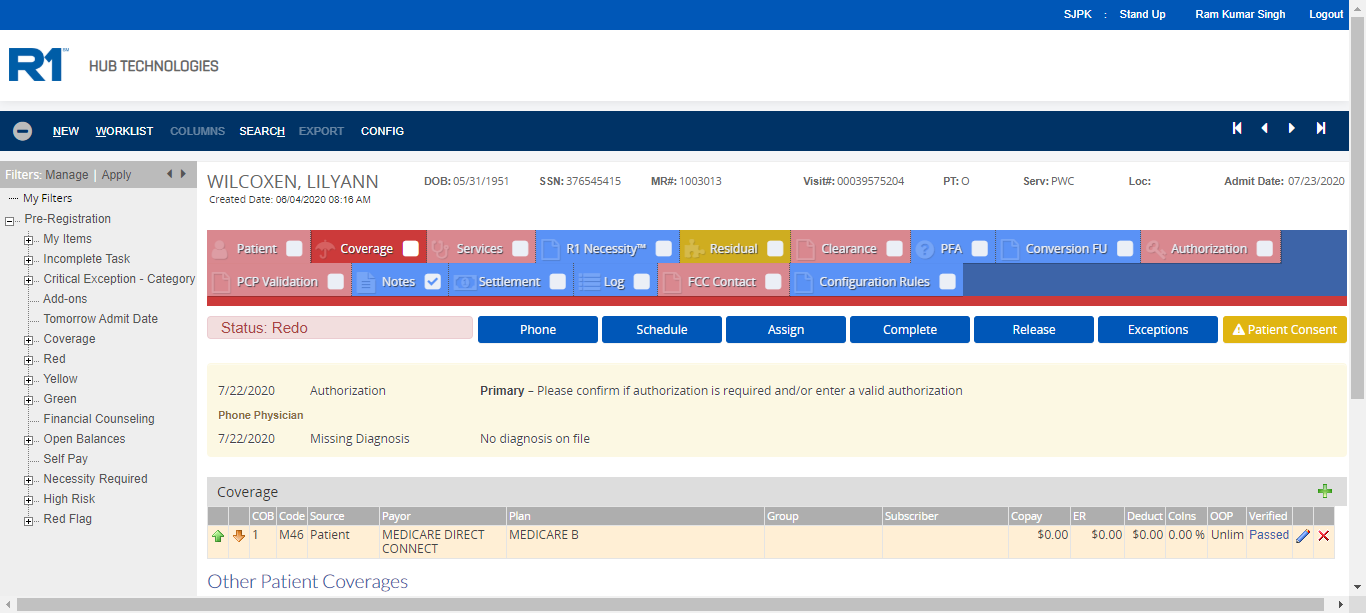 SJPK : Stand Up Ram Kumar Singh Logout
R1™ HUB TECHNOLOGIES
NEW WORKLIST COLUMNS SEARCH EXPORT CONFIG
Filters: Manage | Apply
My Filters
Pre-Registration
My Items
Incomplete Task
Critical Exception - Category
Add-ons
Tomorrow Admit Date
Coverage
Red
Yellow
Green
Financial Counseling
Open Balances
Self Pay
Necessity Required
High Risk
Red Flag
WILCOXEN, LILYANN DOB: 05/31/1951 SSN: 376545415 MR#: 1003013 Visit#: 00039575204 PT: O Serv: PWC Loc: Admit Date: 07/23/2020
Created Date: 06/04/2020 08:16 AM
Patient Coverage Services R1 Necessity™ Residual Clearance PFA Conversion FU Authorization
PCP Validation Notes Settlement Log FCC Contact Configuration Rules
Status: Redo Phone Schedule Assign Complete Release Exceptions Patient Consent
7/22/2020 Authorization Primary – Please confirm if authorization is required and/or enter a valid authorization
Phone Physician
7/22/2020 Missing Diagnosis No diagnosis on file
Coverage
COB Code Source Payor Plan Group Subscriber Copay ER Deduct CoIns OOP Verified
1 M46 Patient MEDICARE DIRECT MEDICARE B $0.00 $0.00 $0.00 0.00 % Unlim Passed
CONNECT
Other Patient Coverages